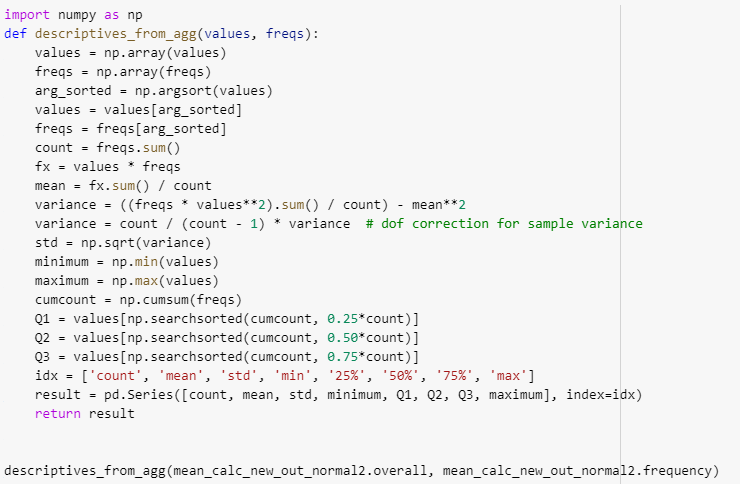 import numpy as np
def descriptives_from_agg(values, freqs):
    values = np.array(values)
    freqs = np.array(freqs)
    arg_sorted = np.argsort(values)
    values = values[arg_sorted]
    freqs = freqs[arg_sorted]
    count = freqs.sum()
    fx = values * freqs
    mean = fx.sum() / count
    variance = ((freqs * values**2).sum() / count) - mean**2
    variance = count / (count - 1) * variance  # dof correction for sample variance
    std = np.sqrt(variance)
    minimum = np.min(values)
    maximum = np.max(values)
    cumcount = np.cumsum(freqs)
    Q1 = values[np.searchsorted(cumcount, 0.25*count)]
    Q2 = values[np.searchsorted(cumcount, 0.50*count)]
    Q3 = values[np.searchsorted(cumcount, 0.75*count)]
    idx = ['count', 'mean', 'std', 'min', '25%', '50%', '75%', 'max']
    result = pd.Series([count, mean, std, minimum, Q1, Q2, Q3, maximum], index=idx)
    return result
descriptives_from_agg(mean_calc_new_out_normal2.overall, mean_calc_new_out_normal2.frequency)